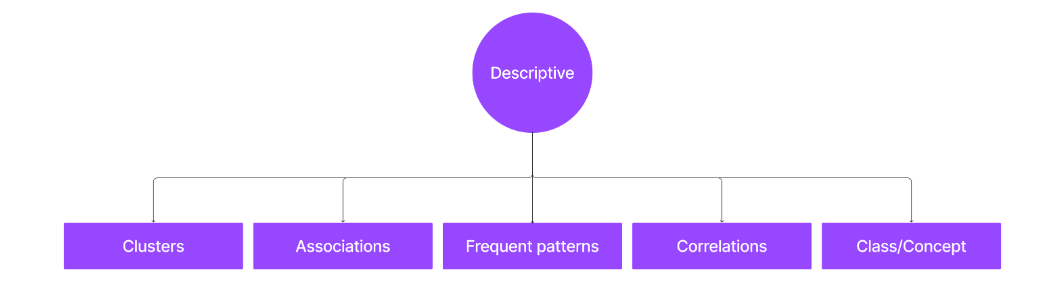 Descriptive
Clusters
Associations
Frequent patterns
Correlations
Class/Concept